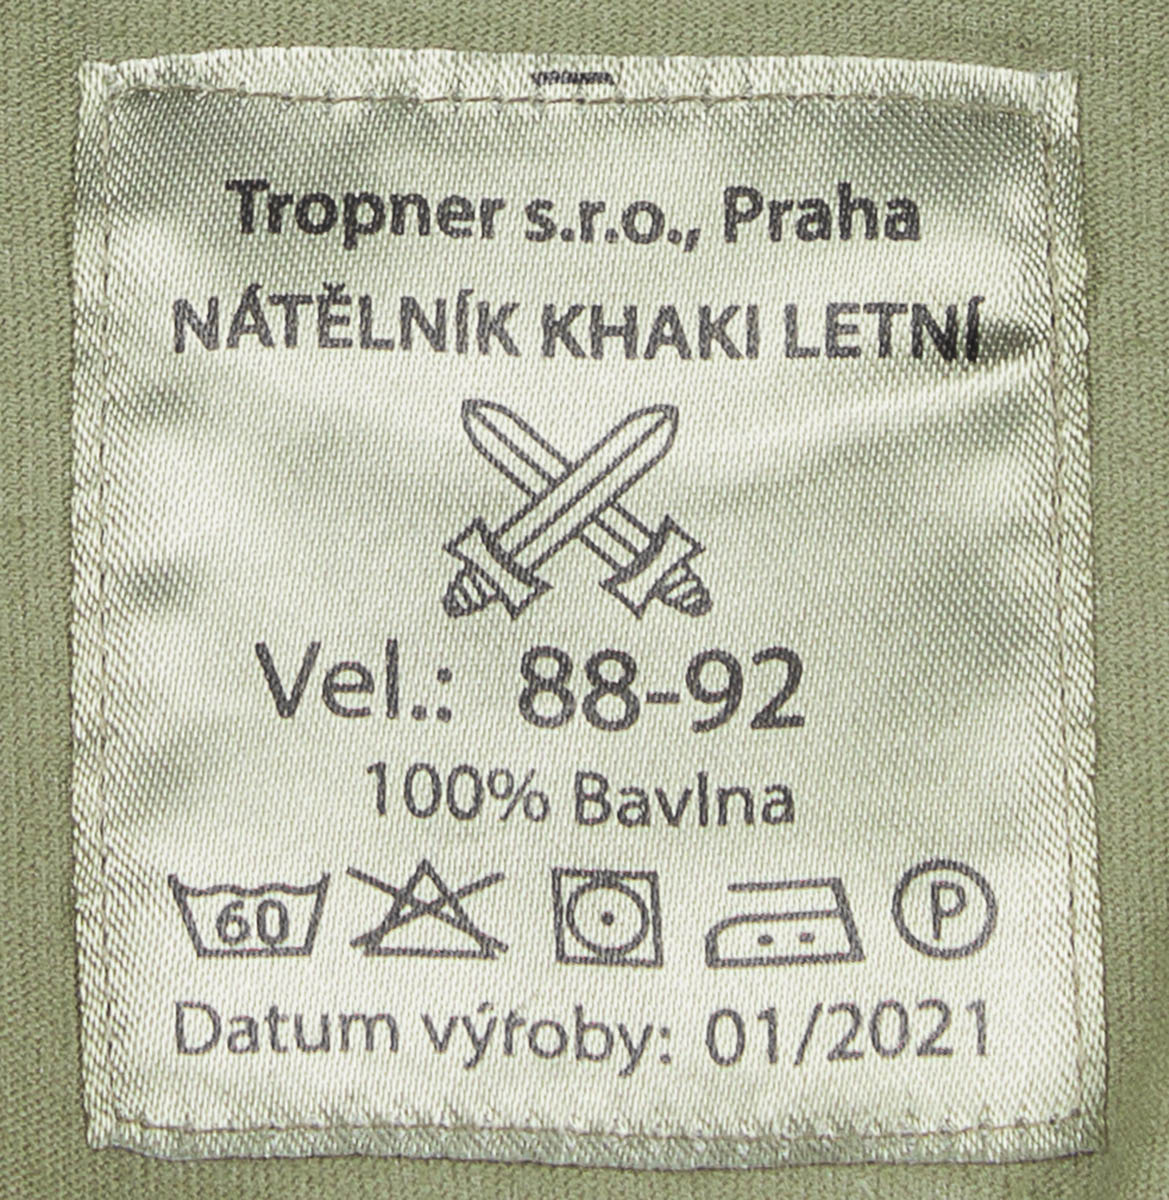 Tropner s.r.o., Praha
NÁTĚLNÍK KHAKI LETNÍ
Vel.: 88-92
100% Bavlna
60 P
Datum výroby: 01/2021